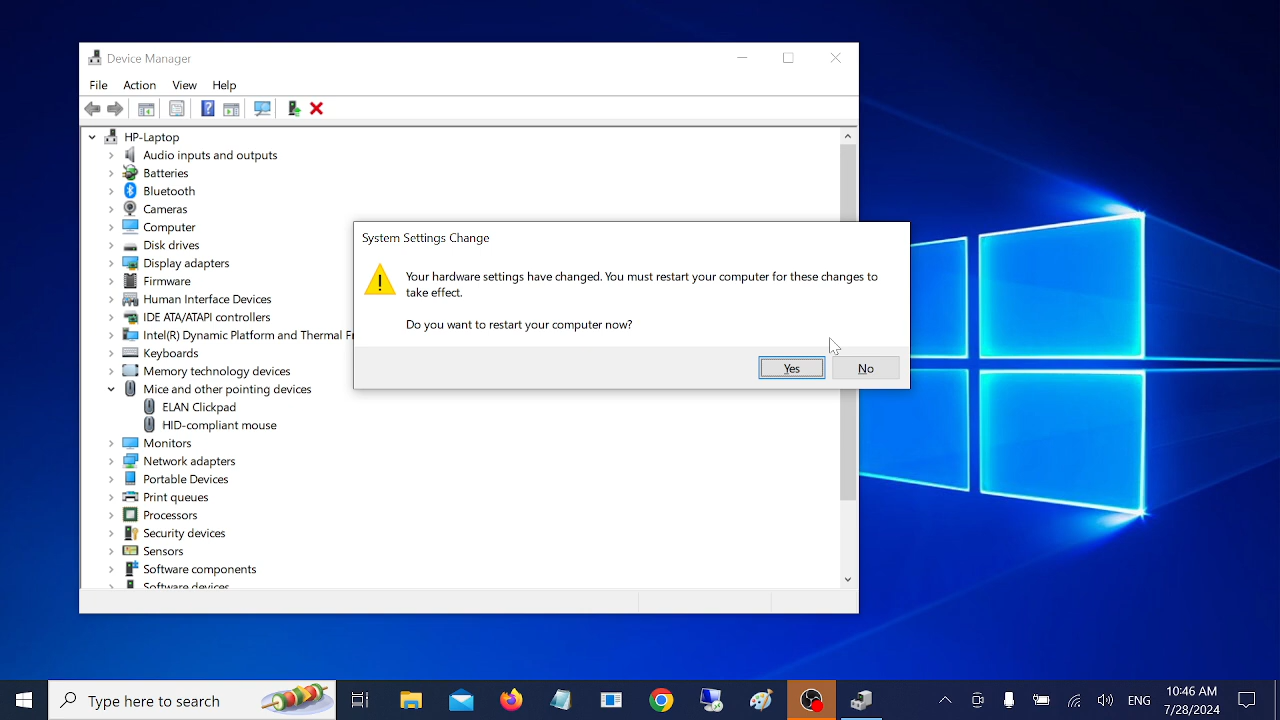 Device Manager
File Action View Help
HP-Laptop
Audio inputs and outputs
Batteries
Bluetooth
Cameras
Computer
Disk drives
Display adapters
Firmware
Human Interface Devices
IDE ATA/ATAPI controllers
Intel(R) Dynamic Platform and Thermal Fr
Keyboards
Memory technology devices
Mice and other pointing devices
ELAN Clickpad
HID-compliant mouse
Monitors
Network adapters
Portable Devices
Print queues
Processors
Security devices
Sensors
Software components
Software devices
System Settings Change
Your hardware settings have changed. You must restart your computer for these changes to
take effect.
Do you want to restart your computer now?
Yes No
Type here to search
ENG
10:46 AM
7/28/2024